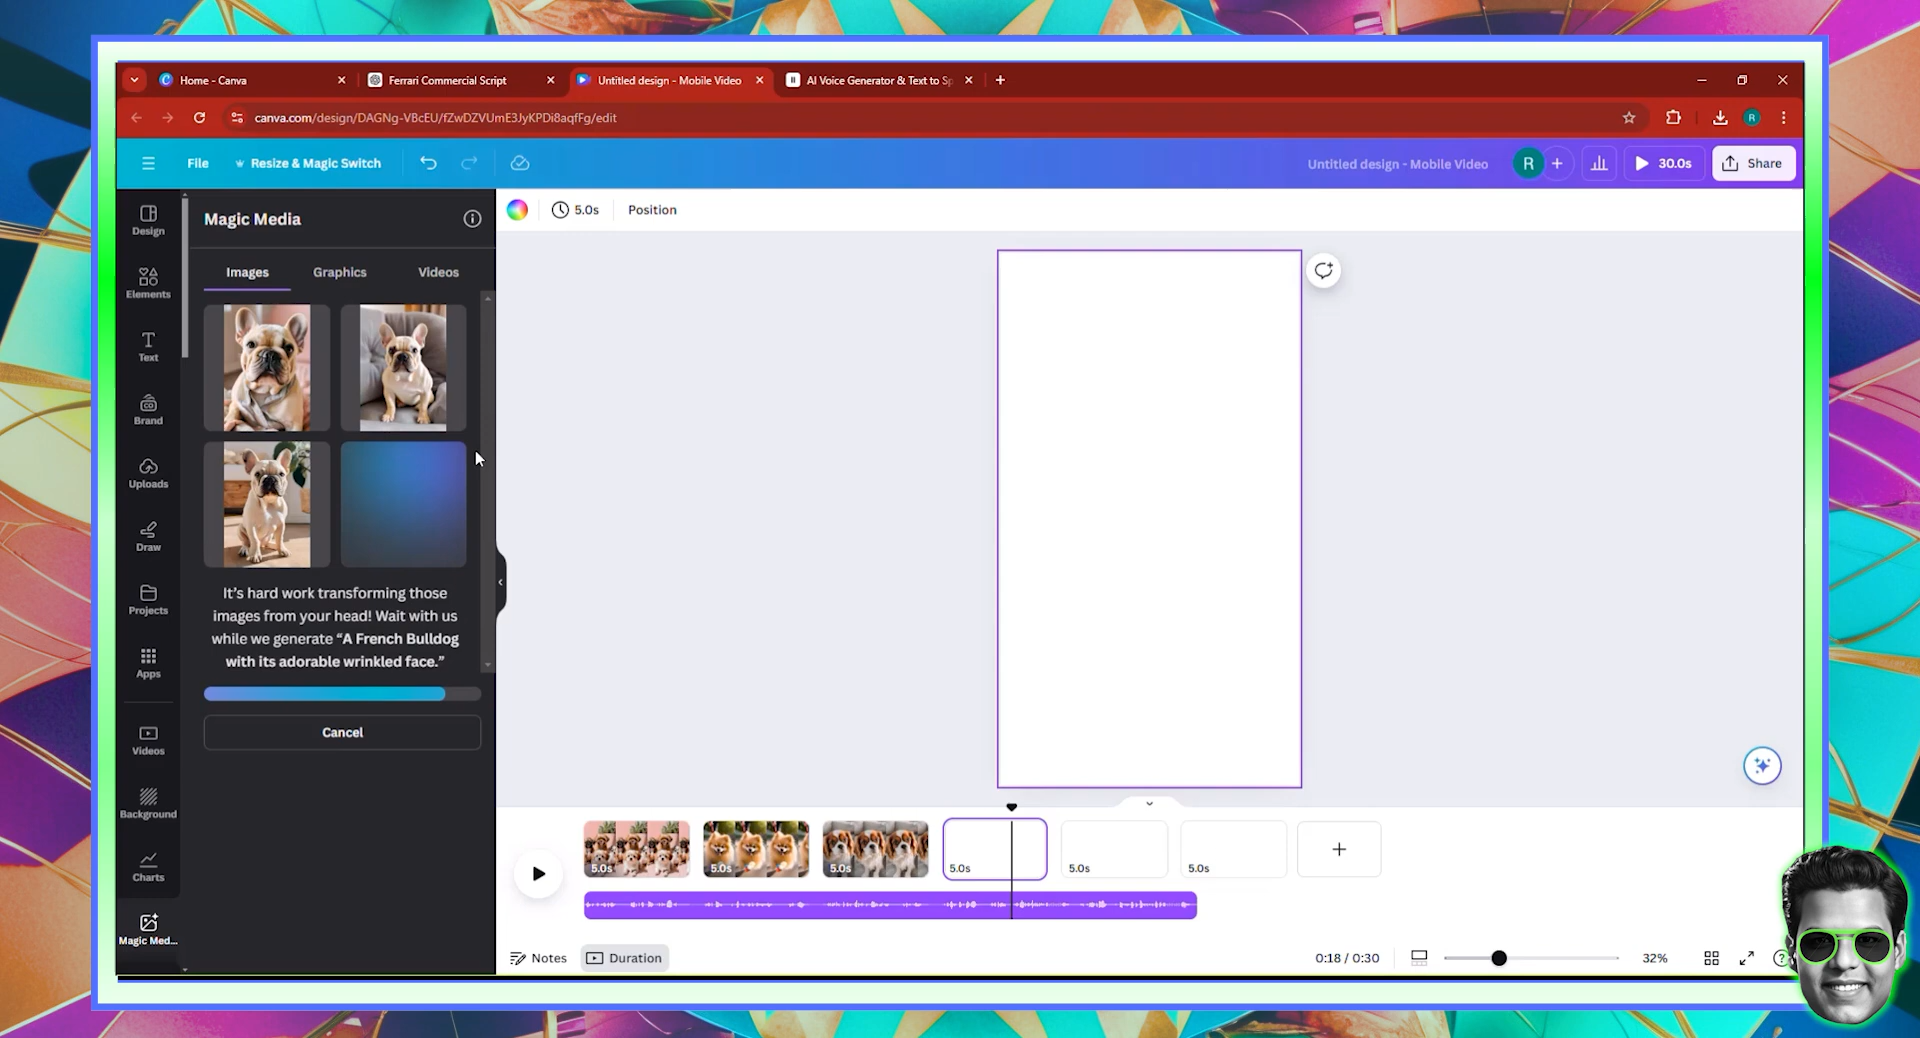 Home - Canva
Ferrari Commercial Script
Untitled design - Mobile Video
AI Voice Generator & Text to Sp
canva.com/design/DAGNg-VBcEU/fZwDZVUmE3JyKPDi8aqfFg/edit
R
File
Resize & Magic Switch
Untitled design - Mobile Video
R
30.0s
Share
Design
Elements
Text
Brand
Uploads
Draw
Projects
Apps
Videos
Background
Charts
Magic Med...
Magic Media
Images
Graphics
Videos
It's hard work transforming those
images from your head! Wait with us
while we generate “A French Bulldog
with its adorable wrinkled face.”
Cancel
5.0s
Position
5.0s
5.0s
5.0s
5.0s
5.0s
5.0s
Notes
Duration
0:18 / 0:30
32%